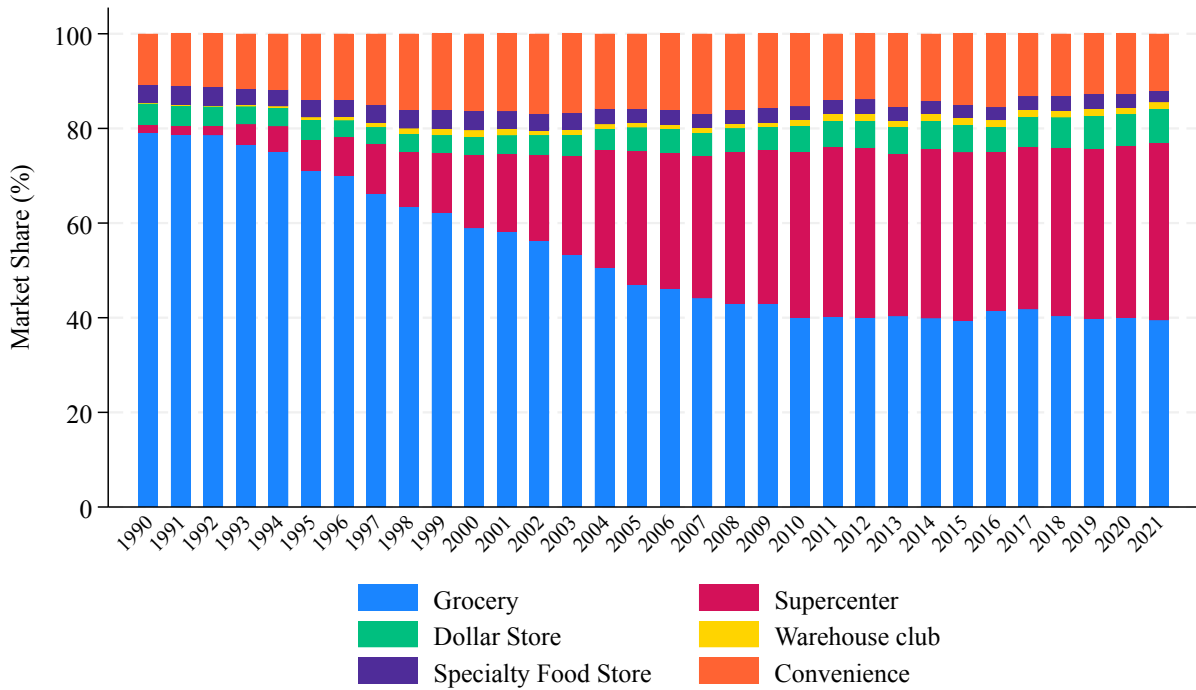 Market Share (%)
100
80
60
40
20
0
1990 1991 1992 1993 1994 1995 1996 1997 1998 1999 2000 2001 2002 2003 2004 2005 2006 2007 2008 2009 2010 2011 2012 2013 2014 2015 2016 2017 2018 2019 2020 2021
Grocery Supercenter
Dollar Store Warehouse club
Specialty Food Store Convenience